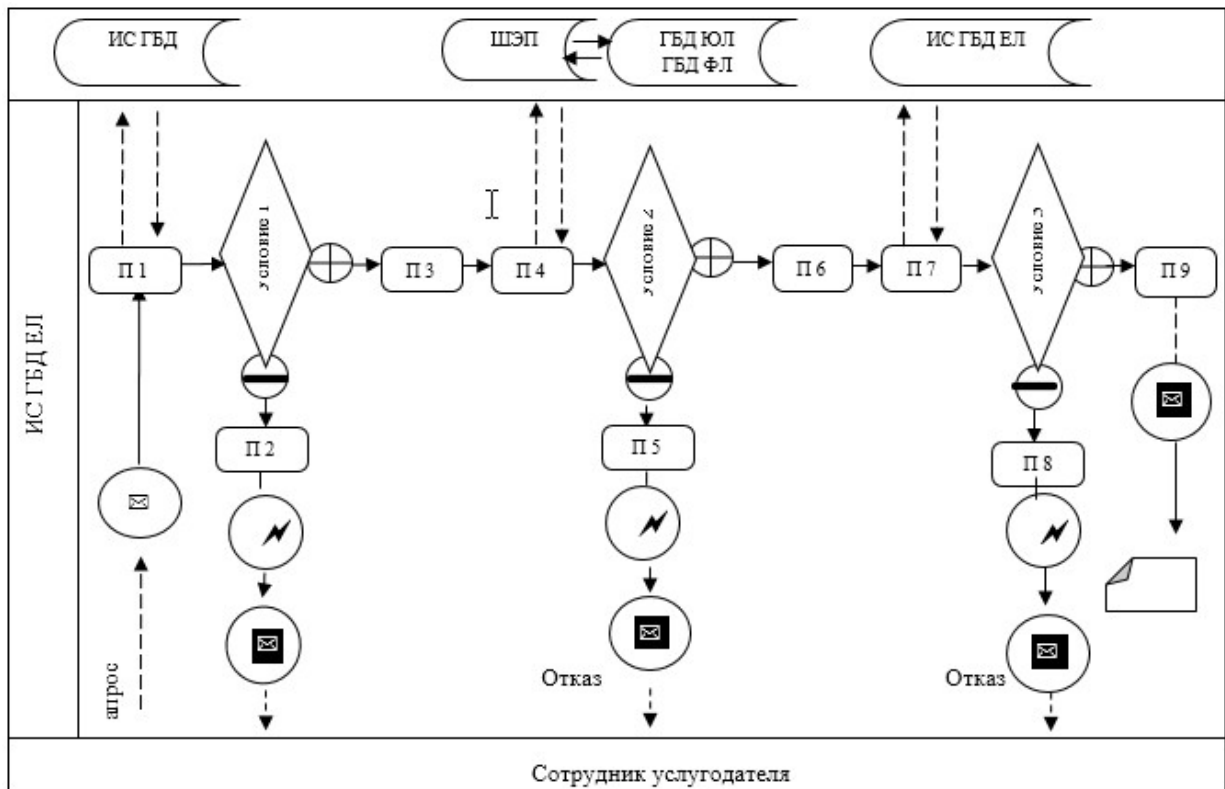 ИС ГБД
ШЭП
ГБД ЮЛ
ГБД ФЛ
ИС ГБД ЕЛ
ИС ГБД ЕЛ
условие 1
условие 2
условие 3
П 1
П 3
П 4
П 6
П 7
П 9
П 2
П 5
П 8
апрос
Отказ
Отказ
Сотрудник услугодателя